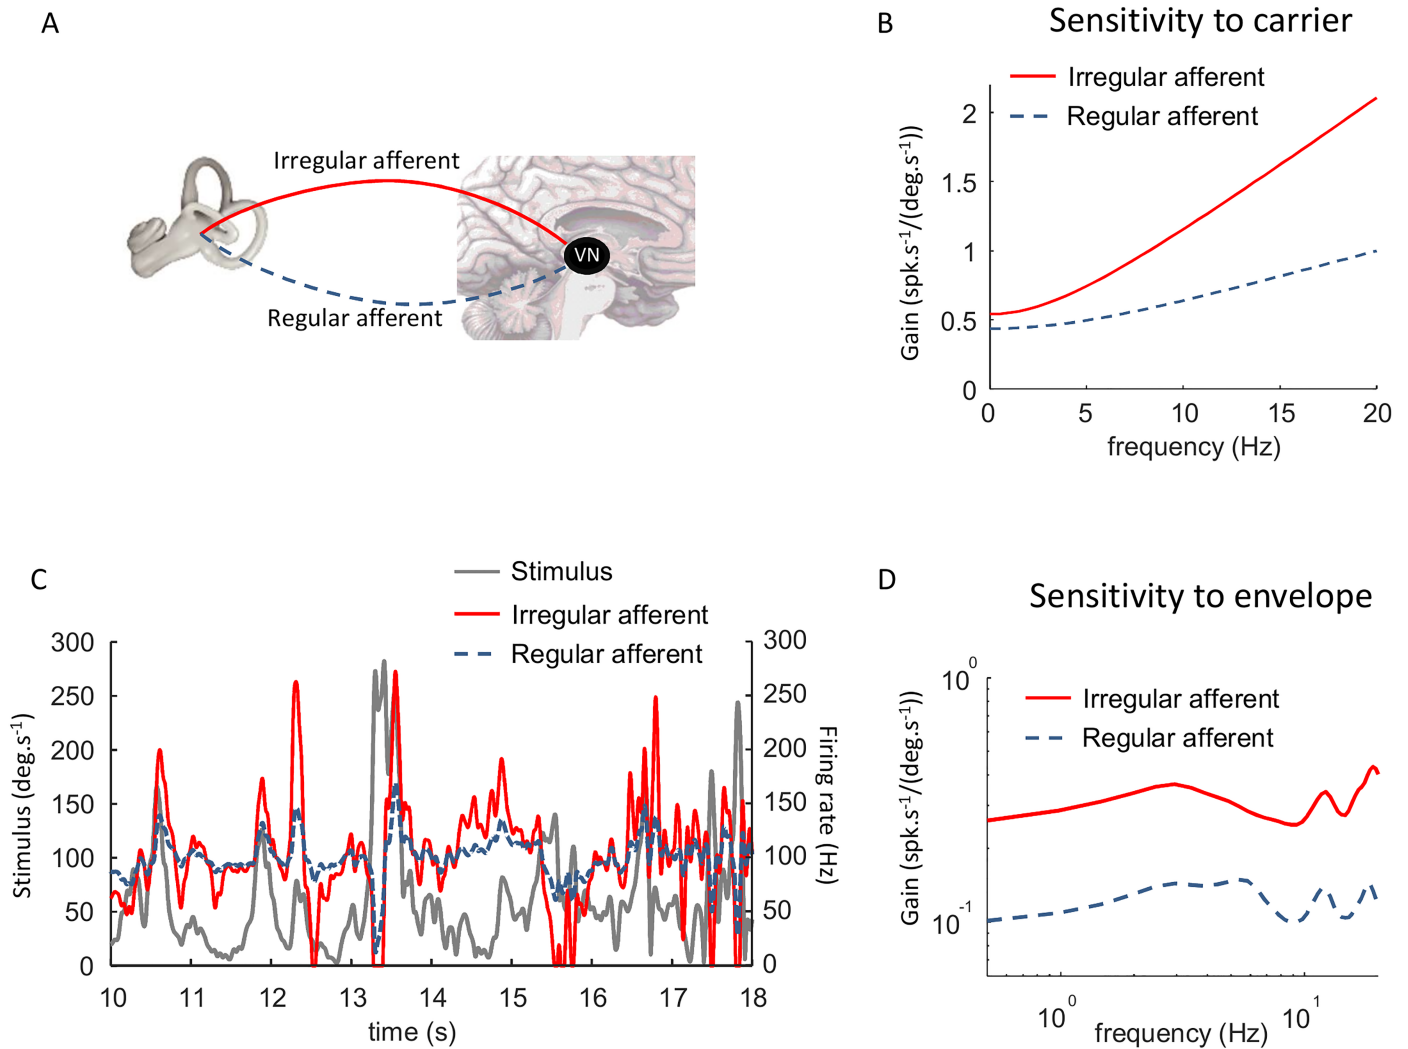 A
Irregular afferent
VN
Regular afferent
B
Sensitivity to carrier
Irregular afferent
Regular afferent
Gain (spk.s⁻¹/(deg.s⁻¹))
2
1.5
1
0.5
0
0 5 10 15 20
frequency (Hz)
C
Stimulus
Irregular afferent
Regular afferent
Stimulus (deg.s⁻¹)
300
250
200
150
100
50
0
300
250
200
150
100
50
0
Firing rate (Hz)
10 11 12 13 14 15 16 17 18
time (s)
D
Sensitivity to envelope
Irregular afferent
Regular afferent
Gain (spk.s⁻¹/(deg.s⁻¹))
10⁰
10⁻¹
10⁰ 10¹
frequency (Hz)